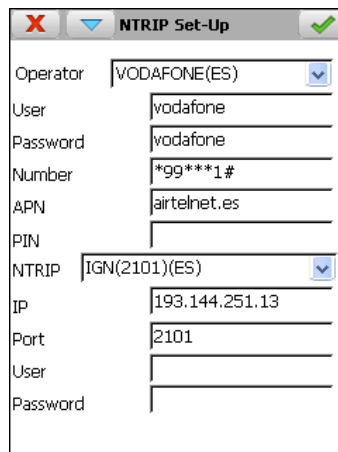 NTRIP Set-Up
Operator VODAFONE(ES)
User vodafone
Password vodafone
Number *99***1#
APN airtelnet.es
PIN
NTRIP IGN(2101)(ES)
IP 193.144.251.13
Port 2101
User
Password